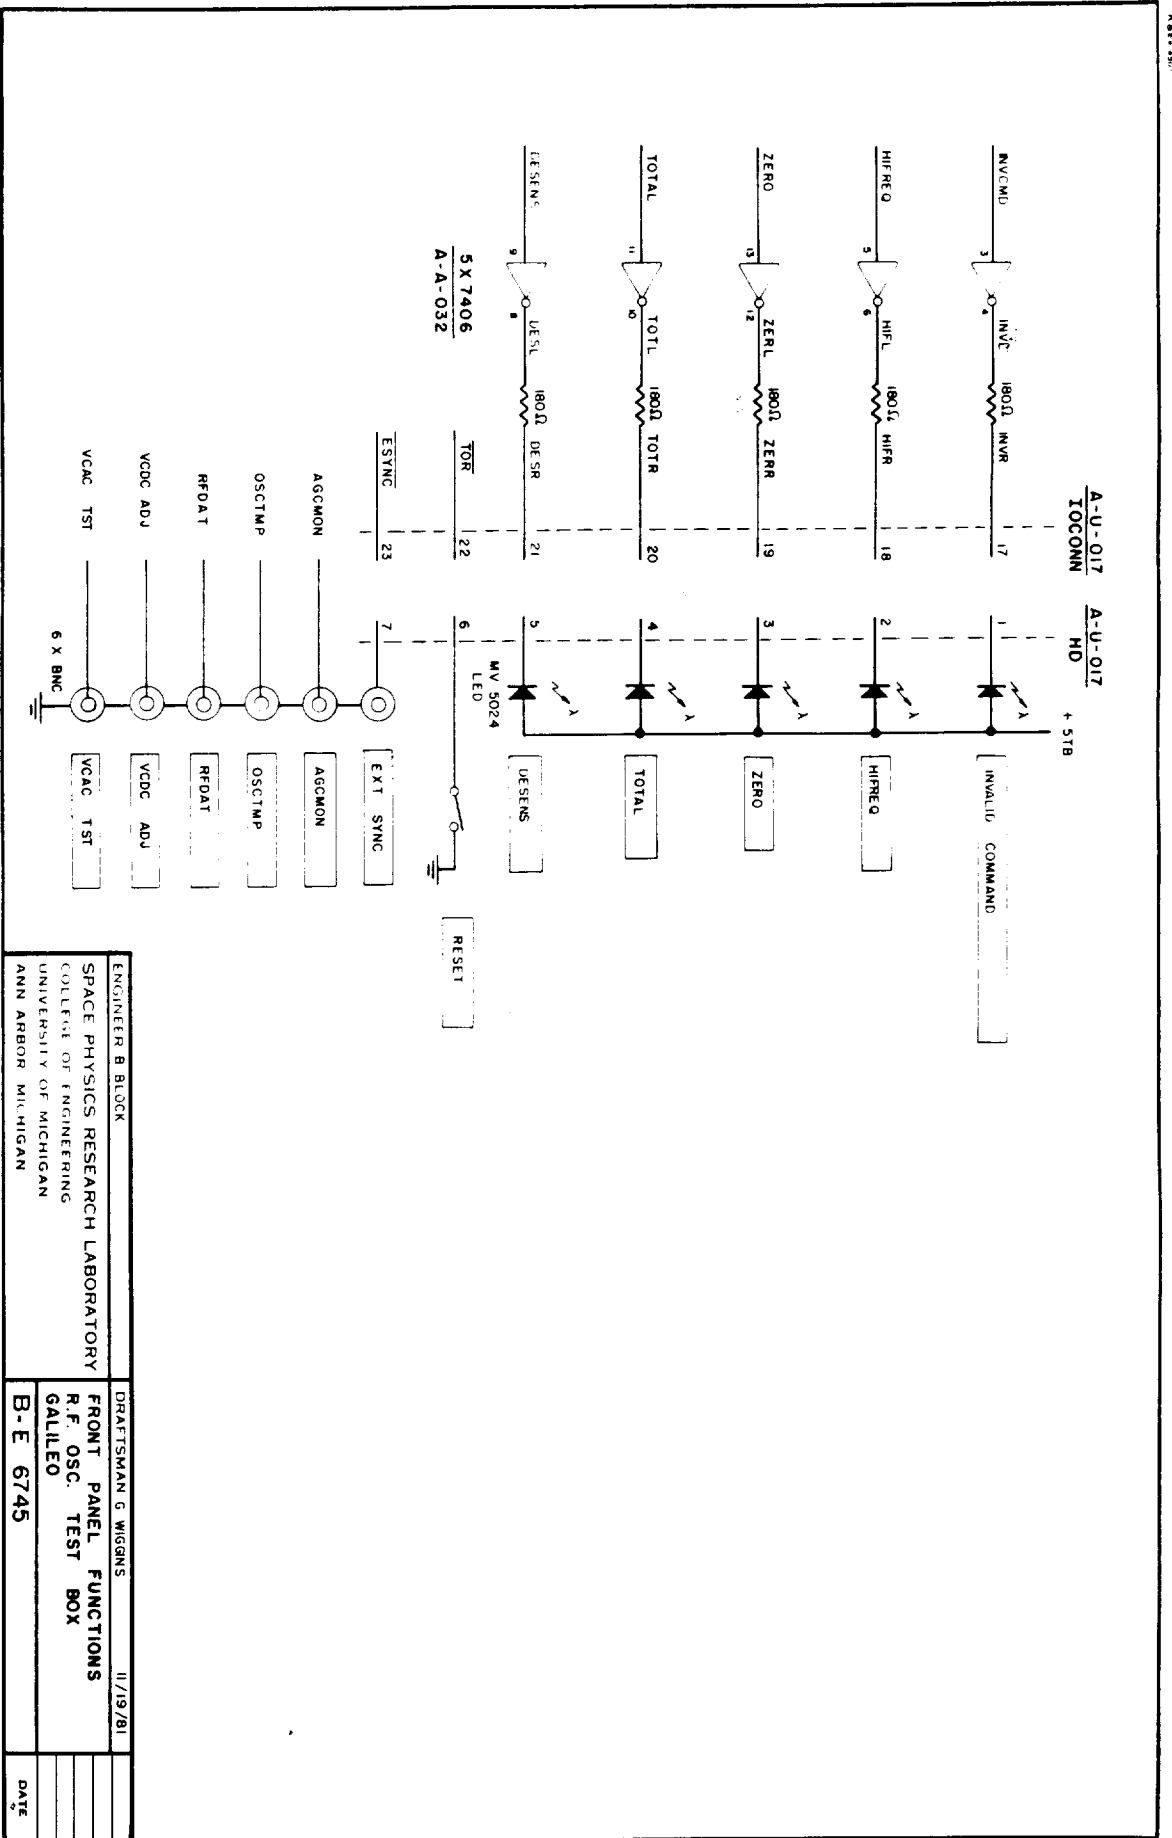 A-U-017
IOCONN
A-U-017
HD
+ 5TB
INVCMD
3
4
180Ω
INVR
17
1
λ
INVALID COMMAND
HIFREQ
5
6
HIFL
180Ω
HIFR
18
2
λ
HIFREQ
ZERO
13
12
ZERL
180Ω
ZERR
19
3
λ
ZERO
TOTAL
11
10
TOTL
180Ω
TOTR
20
4
λ
TOTAL
DESENS
9
8
DESL
180Ω
DESR
21
5
λ
DESENS
MV 5024
LED
5 X 7406
A-A-032
TOR
22
6
RESET
ESYNC
23
7
EXT SYNC
AGCMON
AGCMON
OSCTMP
OSCTMP
RFDAT
RFDAT
VCDC ADJ
VCDC ADJ
VCAC TST
VCAC TST
6 X BNC
ENGINEER B BLOCK
DRAFTSMAN G WIGGINS 11/19/81
SPACE PHYSICS RESEARCH LABORATORY
COLLEGE OF ENGINEERING
UNIVERSITY OF MICHIGAN
ANN ARBOR MICHIGAN
FRONT PANEL FUNCTIONS
R.F. OSC. TEST BOX
GALILEO
B-E 6745
DATE